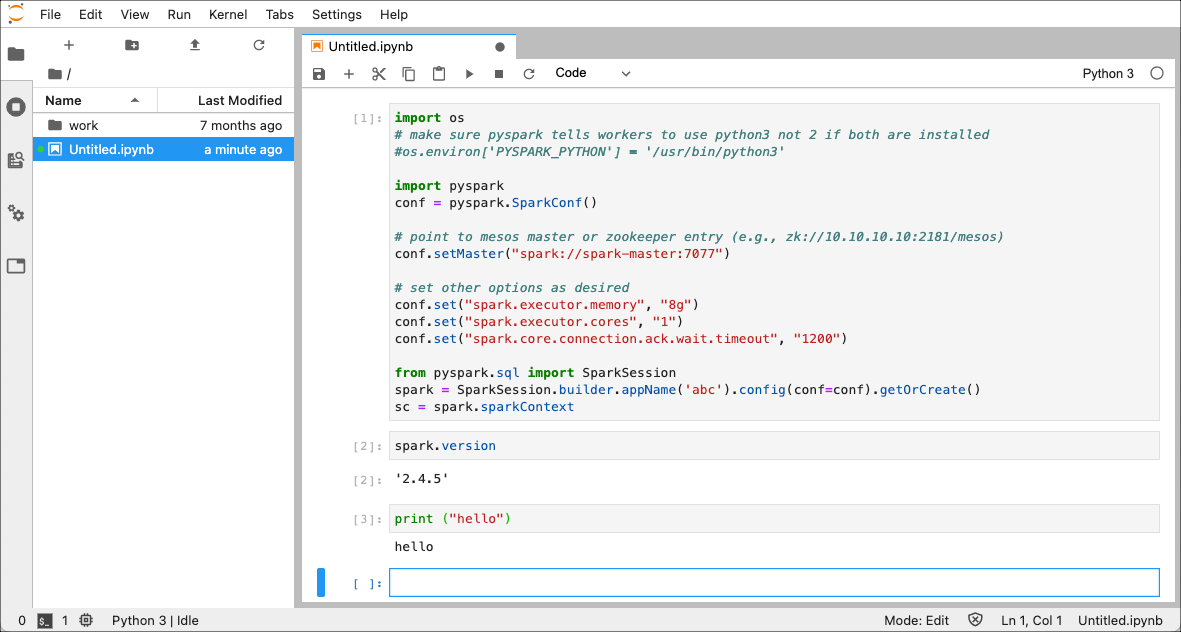 File Edit View Run Kernel Tabs Settings Help
/
Name Last Modified
work 7 months ago
Untitled.ipynb a minute ago
Untitled.ipynb
Code Python 3
[1]: import os
# make sure pyspark tells workers to use python3 not 2 if both are installed
#os.environ['PYSPARK_PYTHON'] = '/usr/bin/python3'
import pyspark
conf = pyspark.SparkConf()
# point to mesos master or zookeeper entry (e.g., zk://10.10.10.10:2181/mesos)
conf.setMaster("spark://spark-master:7077")
# set other options as desired
conf.set("spark.executor.memory", "8g")
conf.set("spark.executor.cores", "1")
conf.set("spark.core.connection.ack.wait.timeout", "1200")
from pyspark.sql import SparkSession
spark = SparkSession.builder.appName('abc').config(conf=conf).getOrCreate()
sc = spark.sparkContext
[2]: spark.version
[2]: '2.4.5'
[3]: print ("hello")
hello
[ ]:
0 $_ 1 Python 3 | Idle Mode: Edit Ln 1, Col 1 Untitled.ipynb